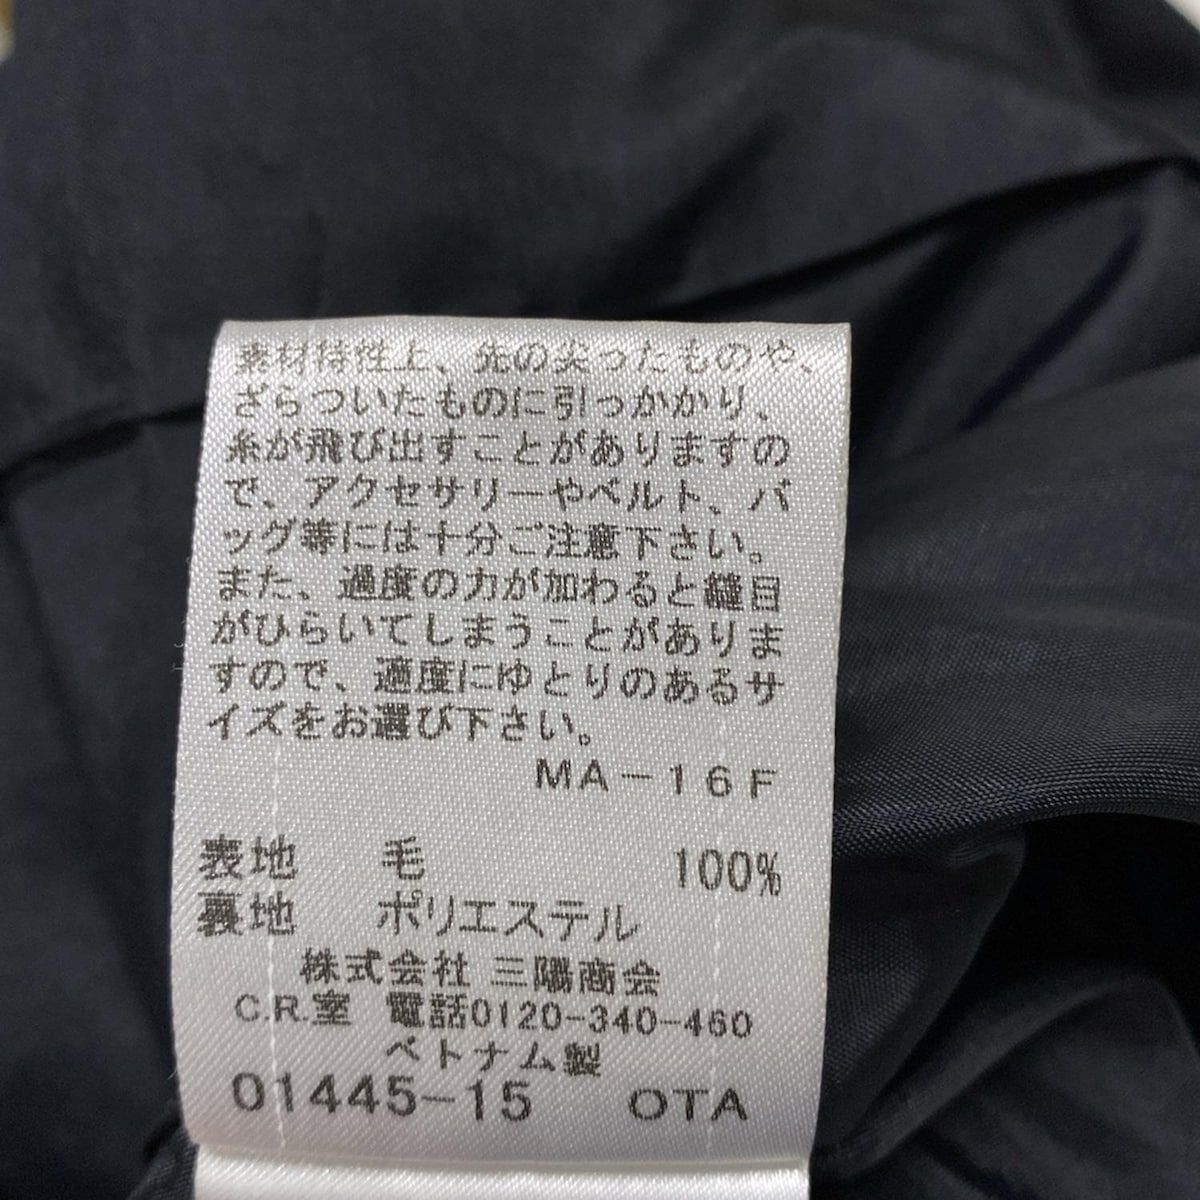 素材特性上、先の尖ったものや、
ざらついたものに引っかかり、
糸が飛び出すことがありますの
で、アクセサリーやベルト、バ
ッグ等には十分ご注意下さい。
また、過度の力が加わると縫目
がひらいてしまうことがありま
すので、適度にゆとりのあるサ
イズをお選び下さい。
MA-16F
表地 毛 100%
裏地 ポリエステル
株式会社 三陽商会
C.R.室 電話0120-340-460
ベトナム製
01445-15 OTA